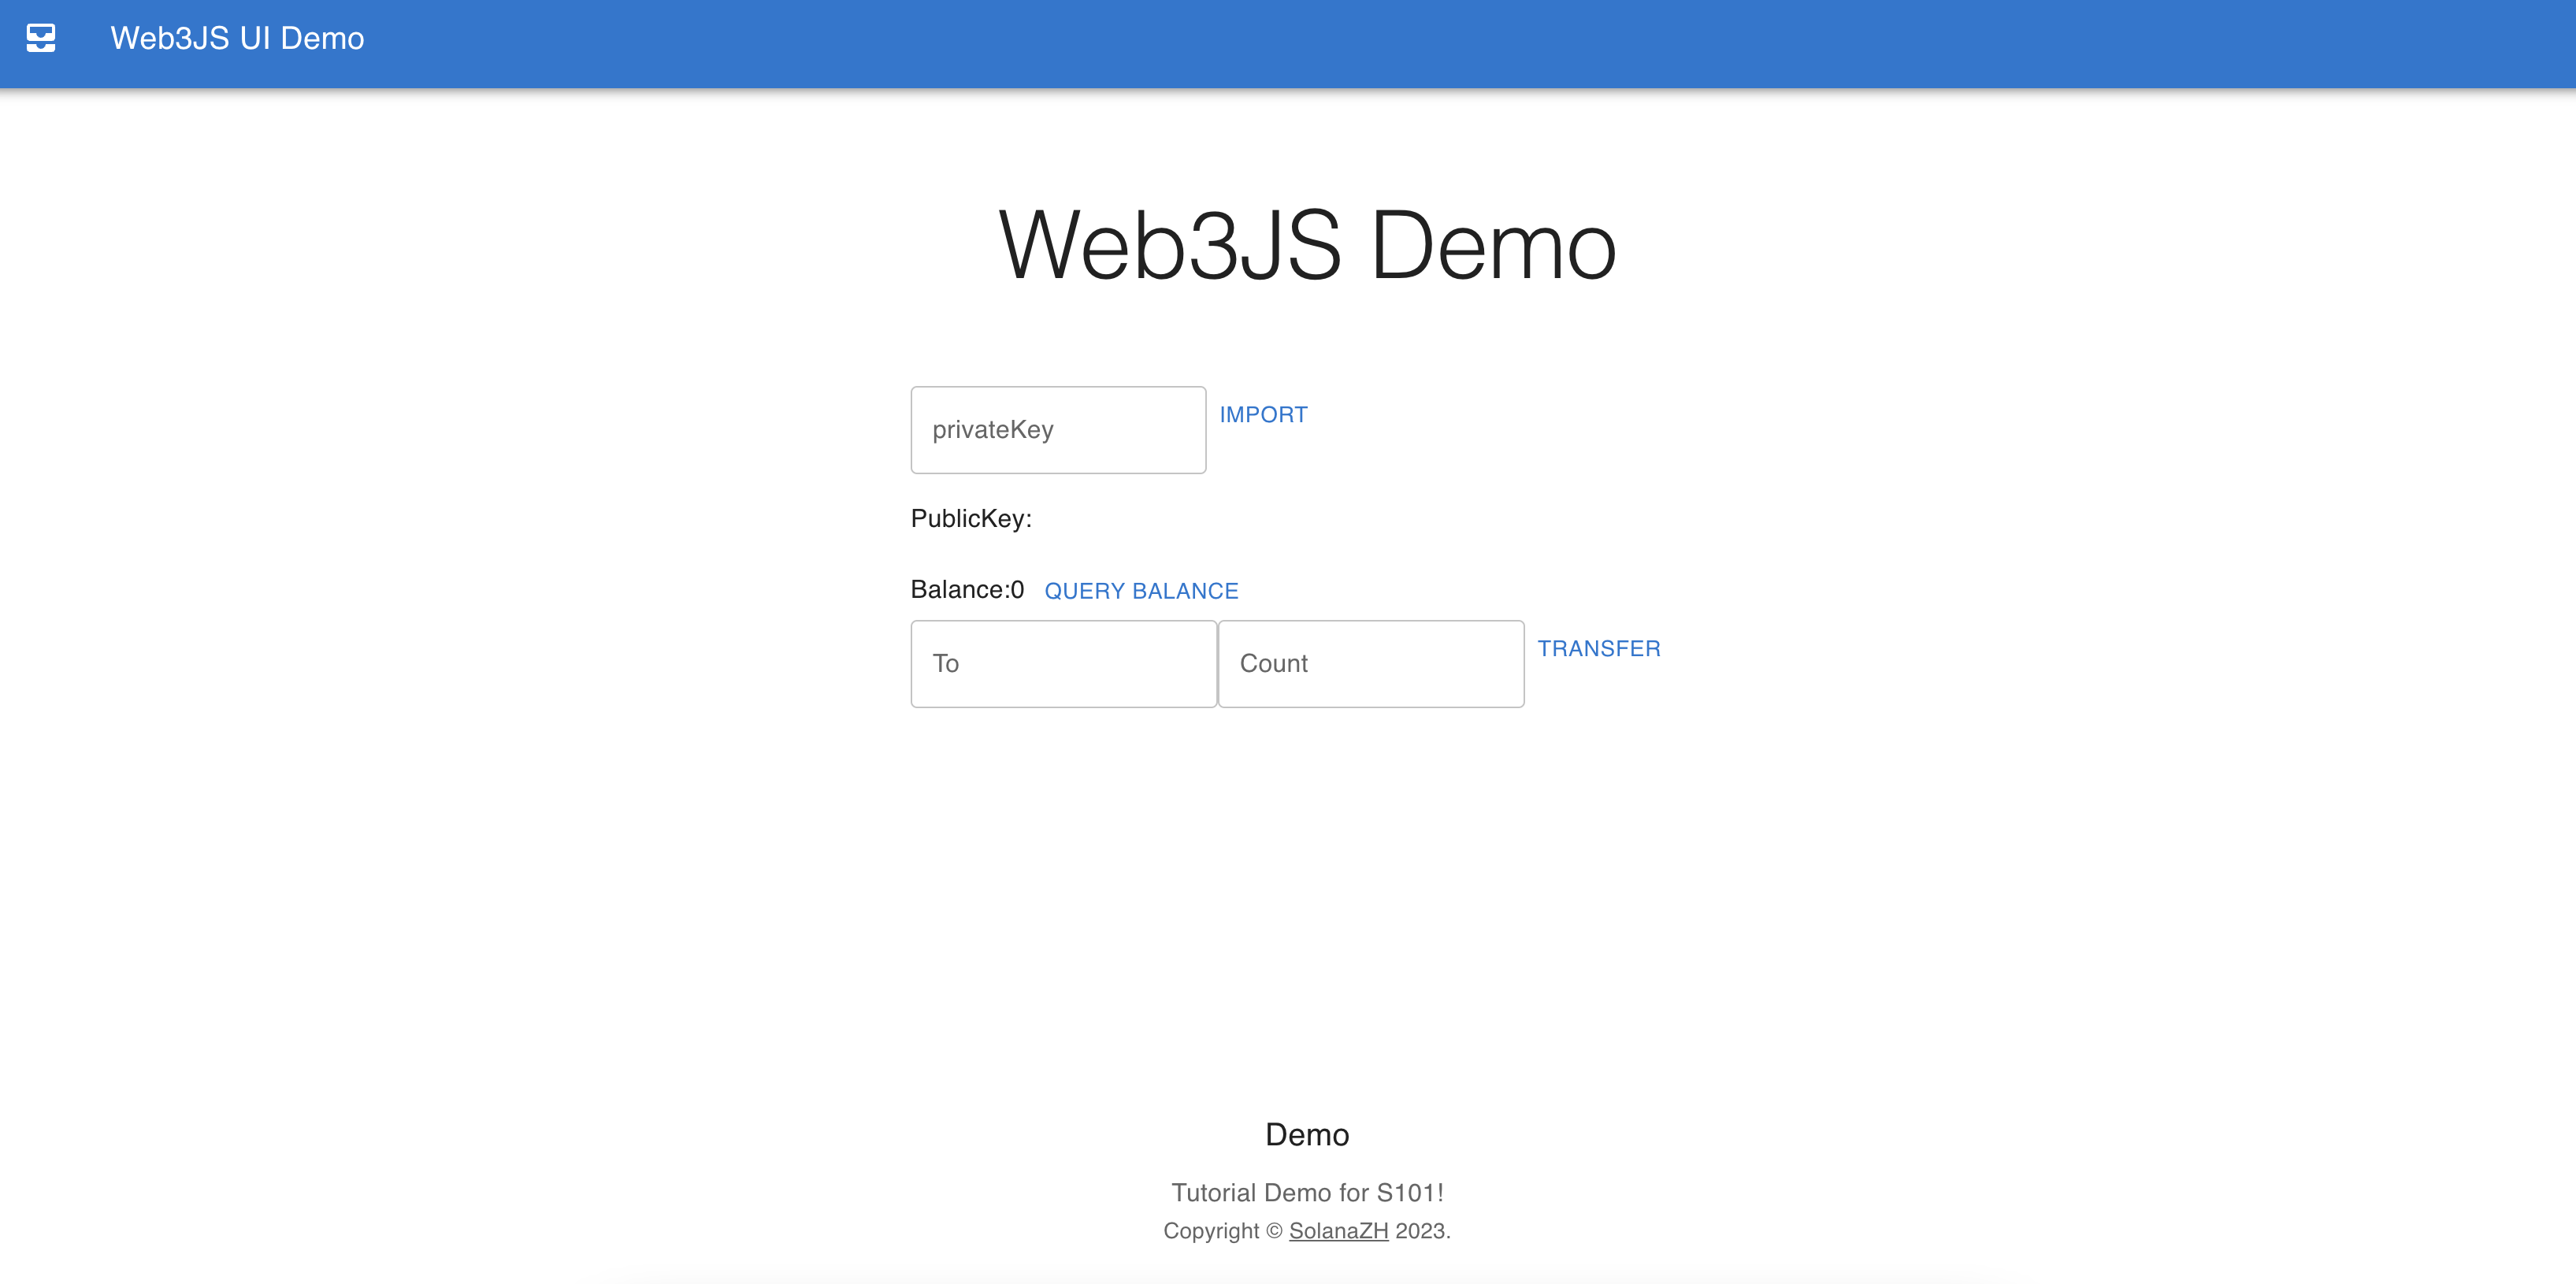 Web3JS UI Demo
Web3JS Demo
privateKey IMPORT
PublicKey:
Balance:0 QUERY BALANCE
To Count TRANSFER
Demo
Tutorial Demo for S101!
Copyright © SolanaZH 2023.